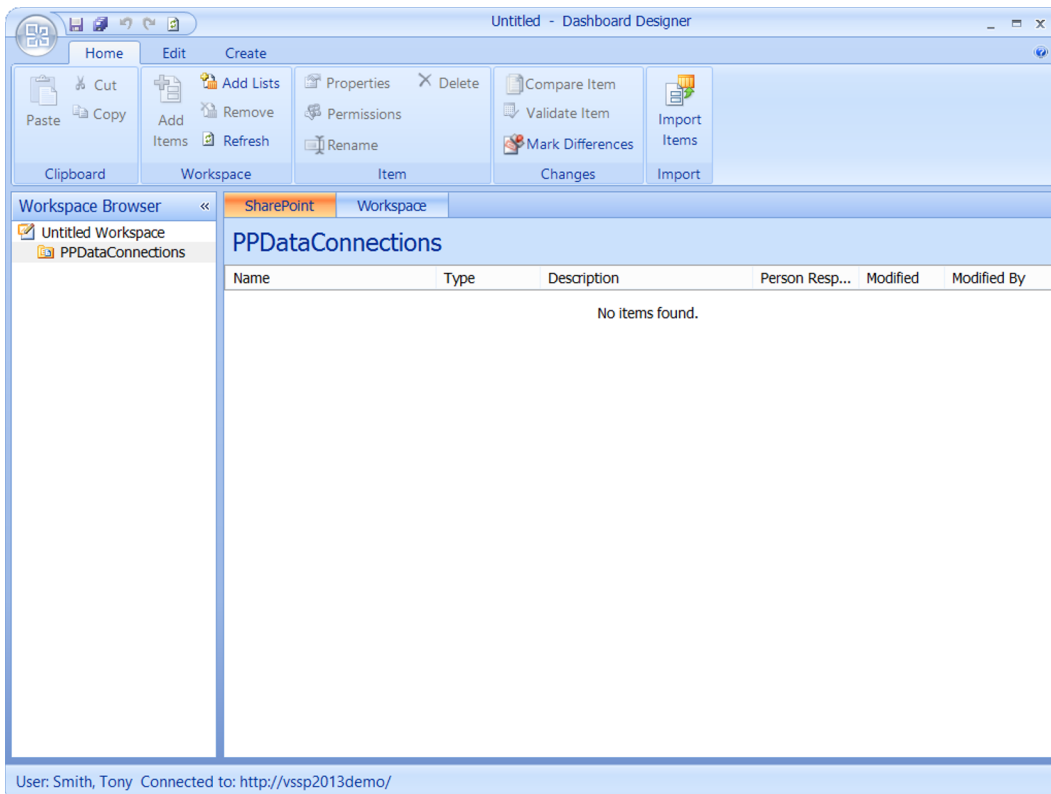 Untitled - Dashboard Designer
Home Edit Create
Paste
Cut
Copy
Clipboard
Add Items
Add Lists
Remove
Refresh
Workspace
Properties
Delete
Permissions
Rename
Item
Compare Item
Validate Item
Mark Differences
Changes
Import Items
Import
Workspace Browser «
Untitled Workspace
PPDataConnections
SharePoint Workspace
PPDataConnections
Name Type Description Person Resp... Modified Modified By
No items found.
User: Smith, Tony Connected to: http://vssp2013demo/